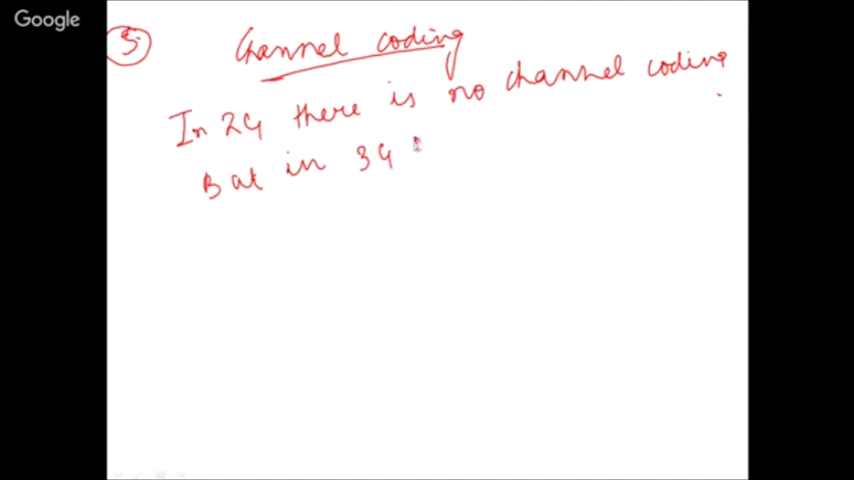 Google
5. Channel coding
In 2G there is no channel coding.
But in 3G